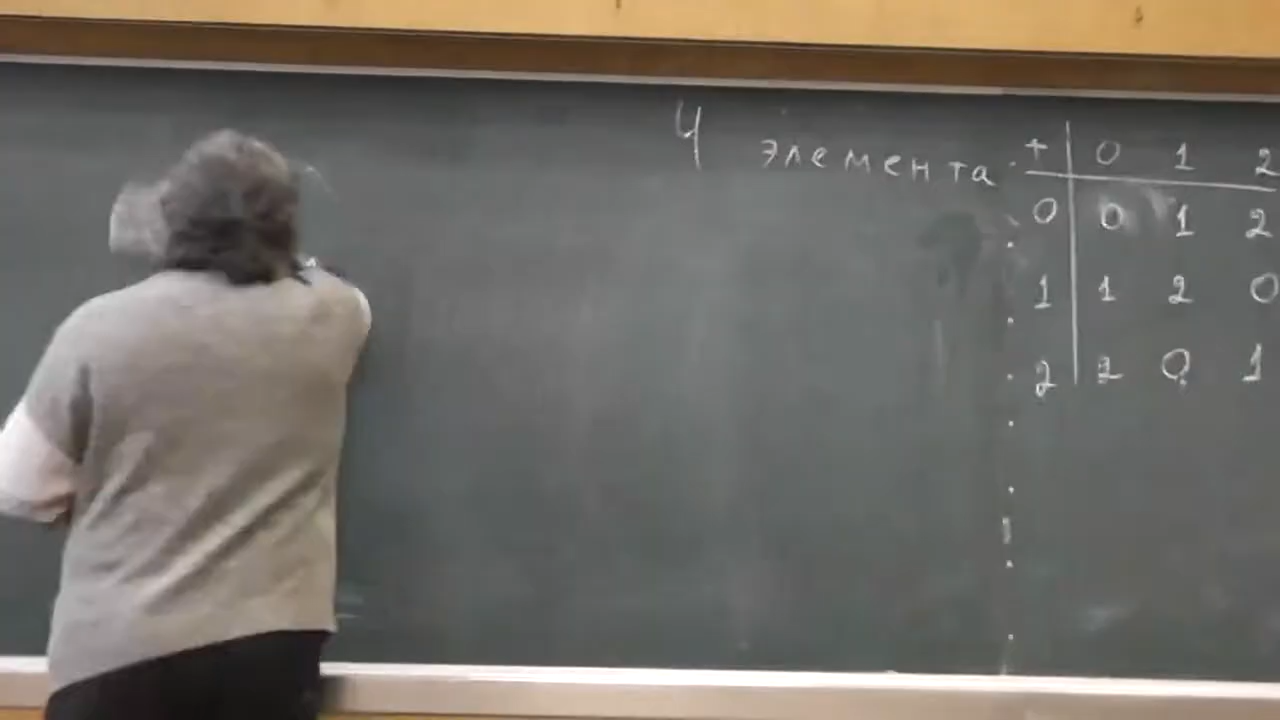 4 элемента
+ 0 1 2
0 0 1 2
1 1 2 0
2 2 0 1